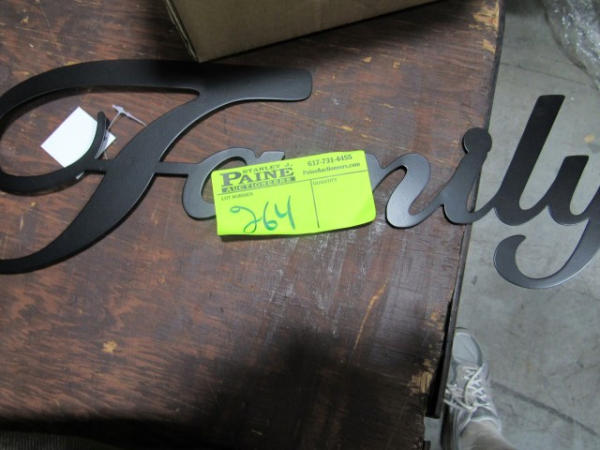 Family
STANLEY J.
PAINE
AUCTIONEERS
617-731-4455
PaineAuctioneers.com
LOT NUMBER
QUANTITY
264